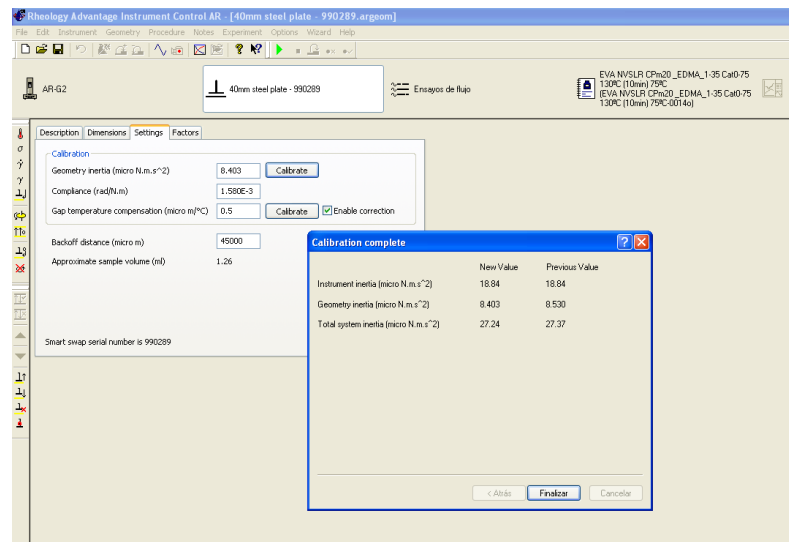 Rheology Advantage Instrument Control AR - [40mm steel plate - 990289.argeom]
File Edit Instrument Geometry Procedure Notes Experiment Options Wizard Help
AR-G2
40mm steel plate - 990289
Ensayos de flujo
EVA NVSLR CPm20 _EDMA_1-35 Cat0-75
130ºC (10min) 75ºC
(EVA NVSLR CPm20 _EDMA_1-35 Cat0-75
130ºC (10min) 75ºC-0014o)
Description Dimensions Settings Factors
Calibration
Geometry inertia (micro N.m.s^2) 8.403 Calibrate
Compliance (rad/N.m) 1.580E-3
Gap temperature compensation (micro m/ºC) 0.5 Calibrate Enable correction
Backoff distance (micro m) 45000
Approximate sample volume (ml) 1.26
Smart swap serial number is 990289
Calibration complete
New Value Previous Value
Instrument inertia (micro N.m.s^2) 18.84 18.84
Geometry inertia (micro N.m.s^2) 8.403 8.530
Total system inertia (micro N.m.s^2) 27.24 27.37
< Atrás Finalizar Cancelar